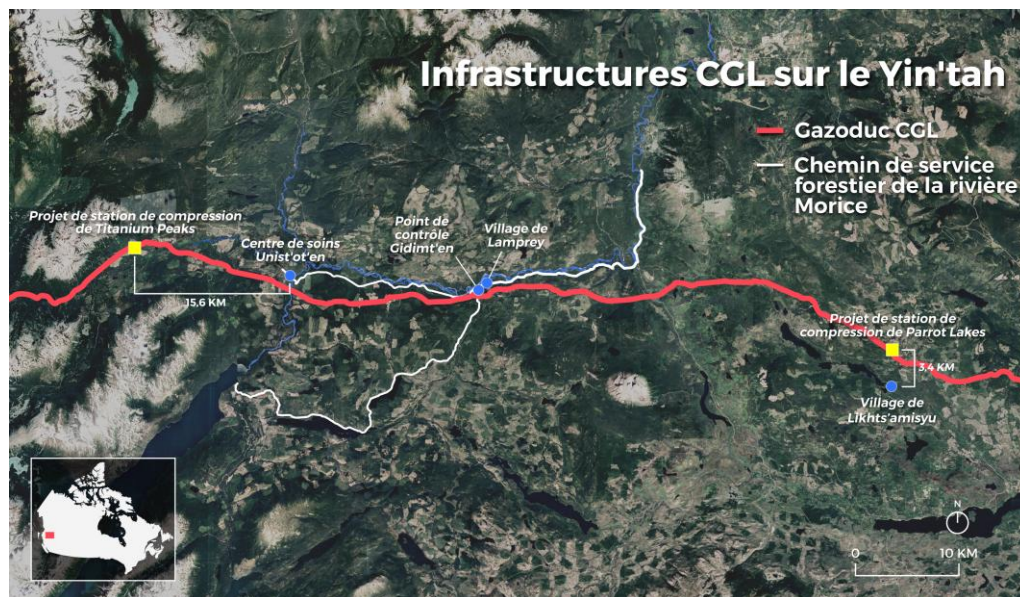 Infrastructures CGL sur le Yin'tah
Gazoduc CGL
Chemin de service
forestier de la rivière
Morice
Projet de station de compression
de Titanium Peaks
Centre de soins
Unist'ot'en
Point de
contrôle
Gidimt'en
Village de
Lamprey
15.6 KM
Projet de station de
compression de Parrot Lakes
3,4 KM
Village de
Likhts'amisyu
N
0
10 KM